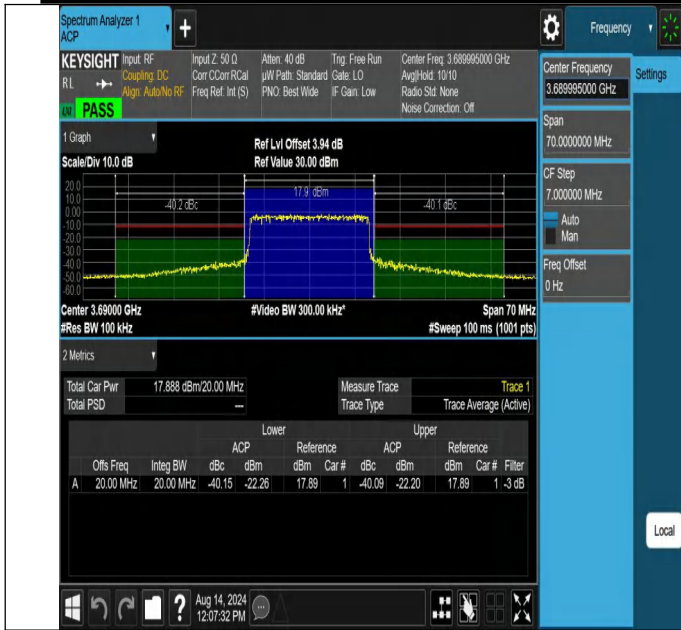 Spectrum Analyzer 1
ACP
+
Frequency
KEYSIGHT
RL
PASS
Input: RF
Coupling: DC
Align: Auto/No RF
Input Z: 50 Ω
Corr CCorr RCal
Freq Ref: Int (S)
Atten: 40 dB
µW Path: Standard
PNO: Best Wide
Trig: Free Run
Gate: LO
IF Gain: Low
Center Freq: 3.689995000 GHz
Avg|Hold: 10/10
Radio Std: None
Noise Correction: Off
Center Frequency
3.689995000 GHz
Settings
Span
70.0000000 MHz
CF Step
7.000000 MHz
Auto
Man
Freq Offset
0 Hz
Local
1 Graph
Scale/Div 10.0 dB
Ref Lvl Offset 3.94 dB
Ref Value 30.00 dBm
20.0
10.0
0.00
-10.0
-20.0
-30.0
-40.0
-50.0
-60.0
-40.2 dBc
17.9 dBm
-40.1 dBc
Center 3.69000 GHz
#Video BW 300.00 kHz*
Span 70 MHz
#Res BW 100 kHz
#Sweep 100 ms (1001 pts)
2 Metrics
Total Car Pwr 17.888 dBm/20.00 MHz
Total PSD ---
Measure Trace Trace 1
Trace Type Trace Average (Active)
Lower Upper
ACP Reference ACP Reference
Offs Freq Integ BW dBc dBm dBm Car # dBc dBm dBm Car # Filter
A 20.00 MHz 20.00 MHz -40.15 -22.26 17.89 1 -40.09 -22.20 17.89 1 -3 dB
?
Aug 14, 2024
12:07:32 PM